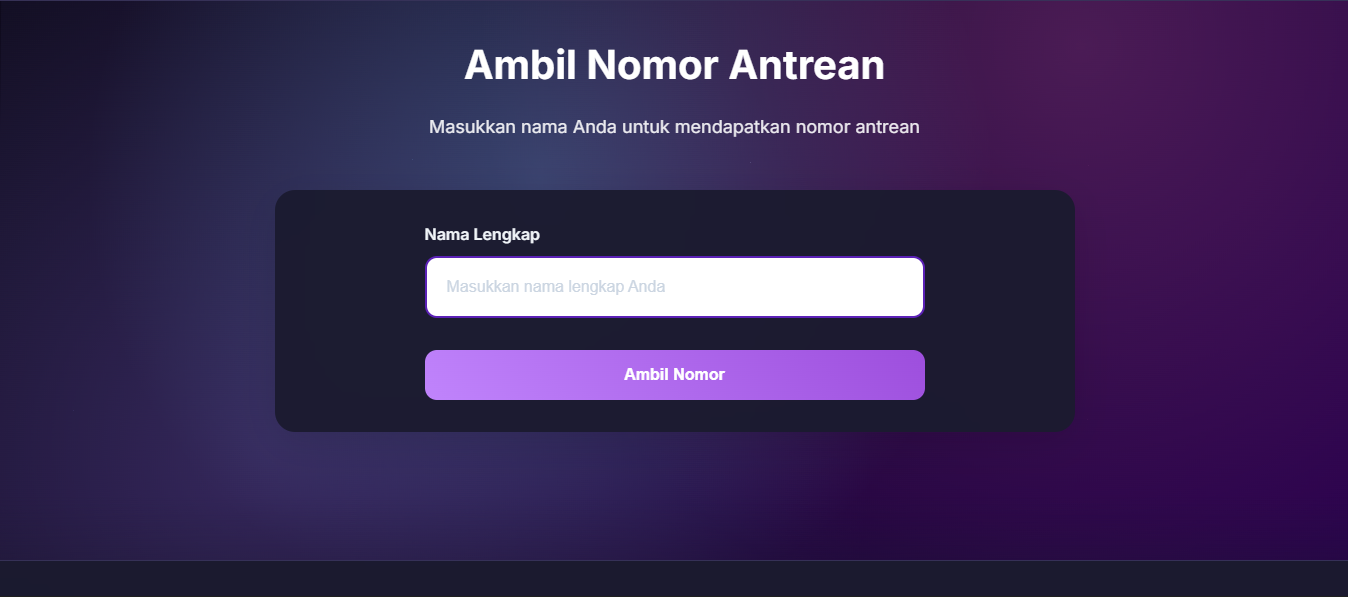 Ambil Nomor Antrean
Masukkan nama Anda untuk mendapatkan nomor antrean
Nama Lengkap
Masukkan nama lengkap Anda
Ambil Nomor